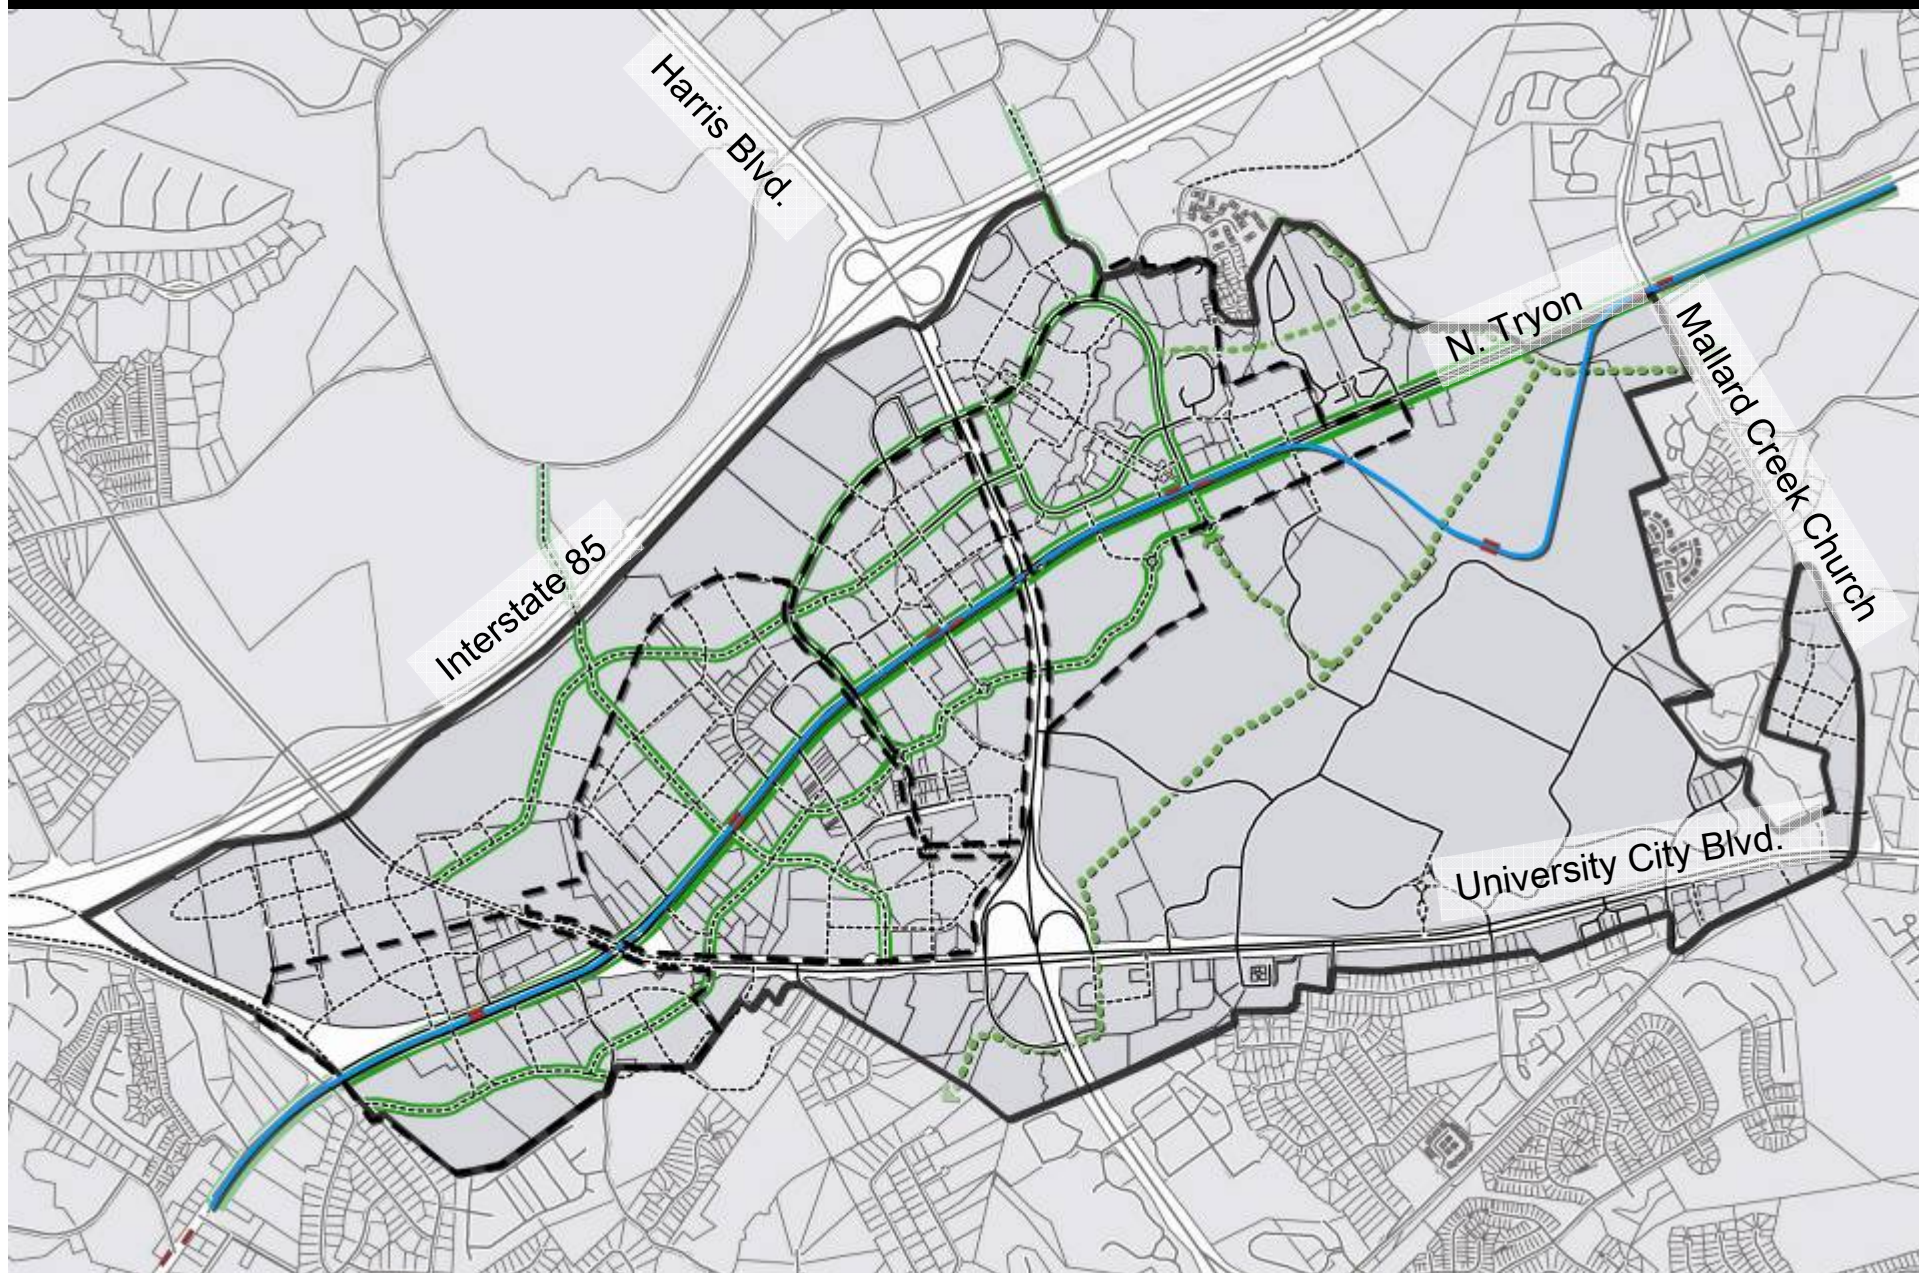 Harris Blvd.
N. Tryon
Mallard Creek Church
Interstate 85
University City Blvd.